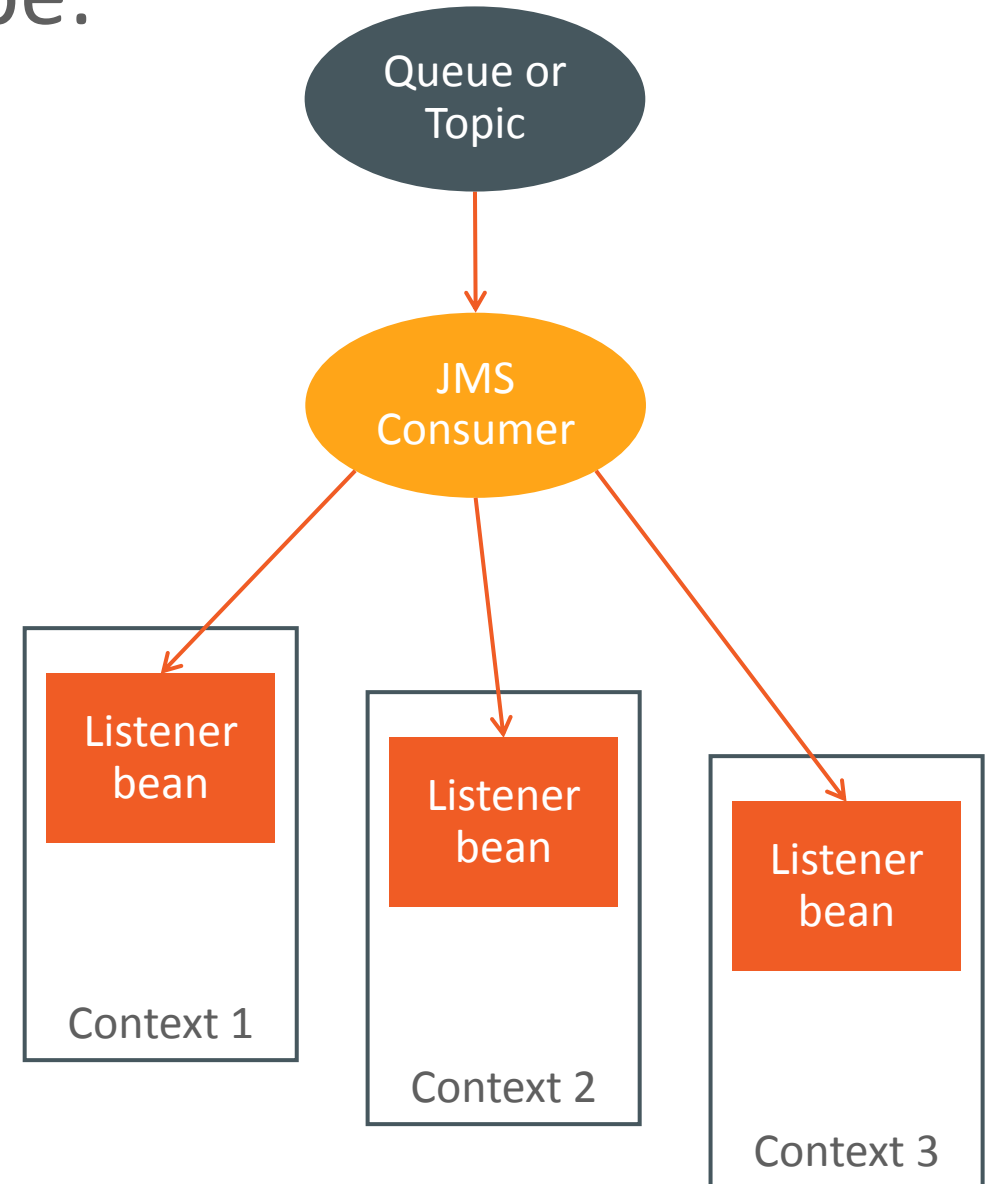 Queue or
Topic
JMS
Consumer
Listener
bean
Context 1
Listener
bean
Context 2
Listener
bean
Context 3